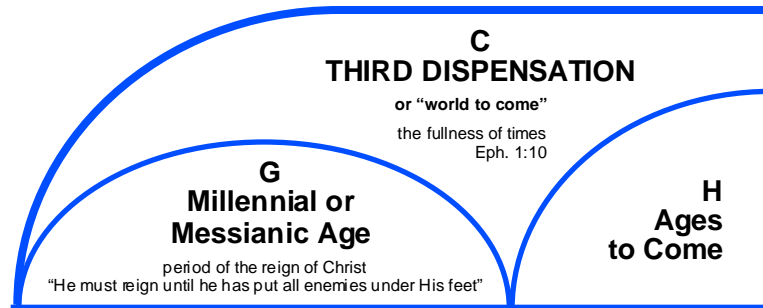 C
THIRD DISPENSATION
or “world to come”
the fullness of times
Eph. 1:10
G
Millennial or
Messianic Age
period of the reign of Christ
“He must reign until he has put all enemies under His feet”
H
Ages
to Come